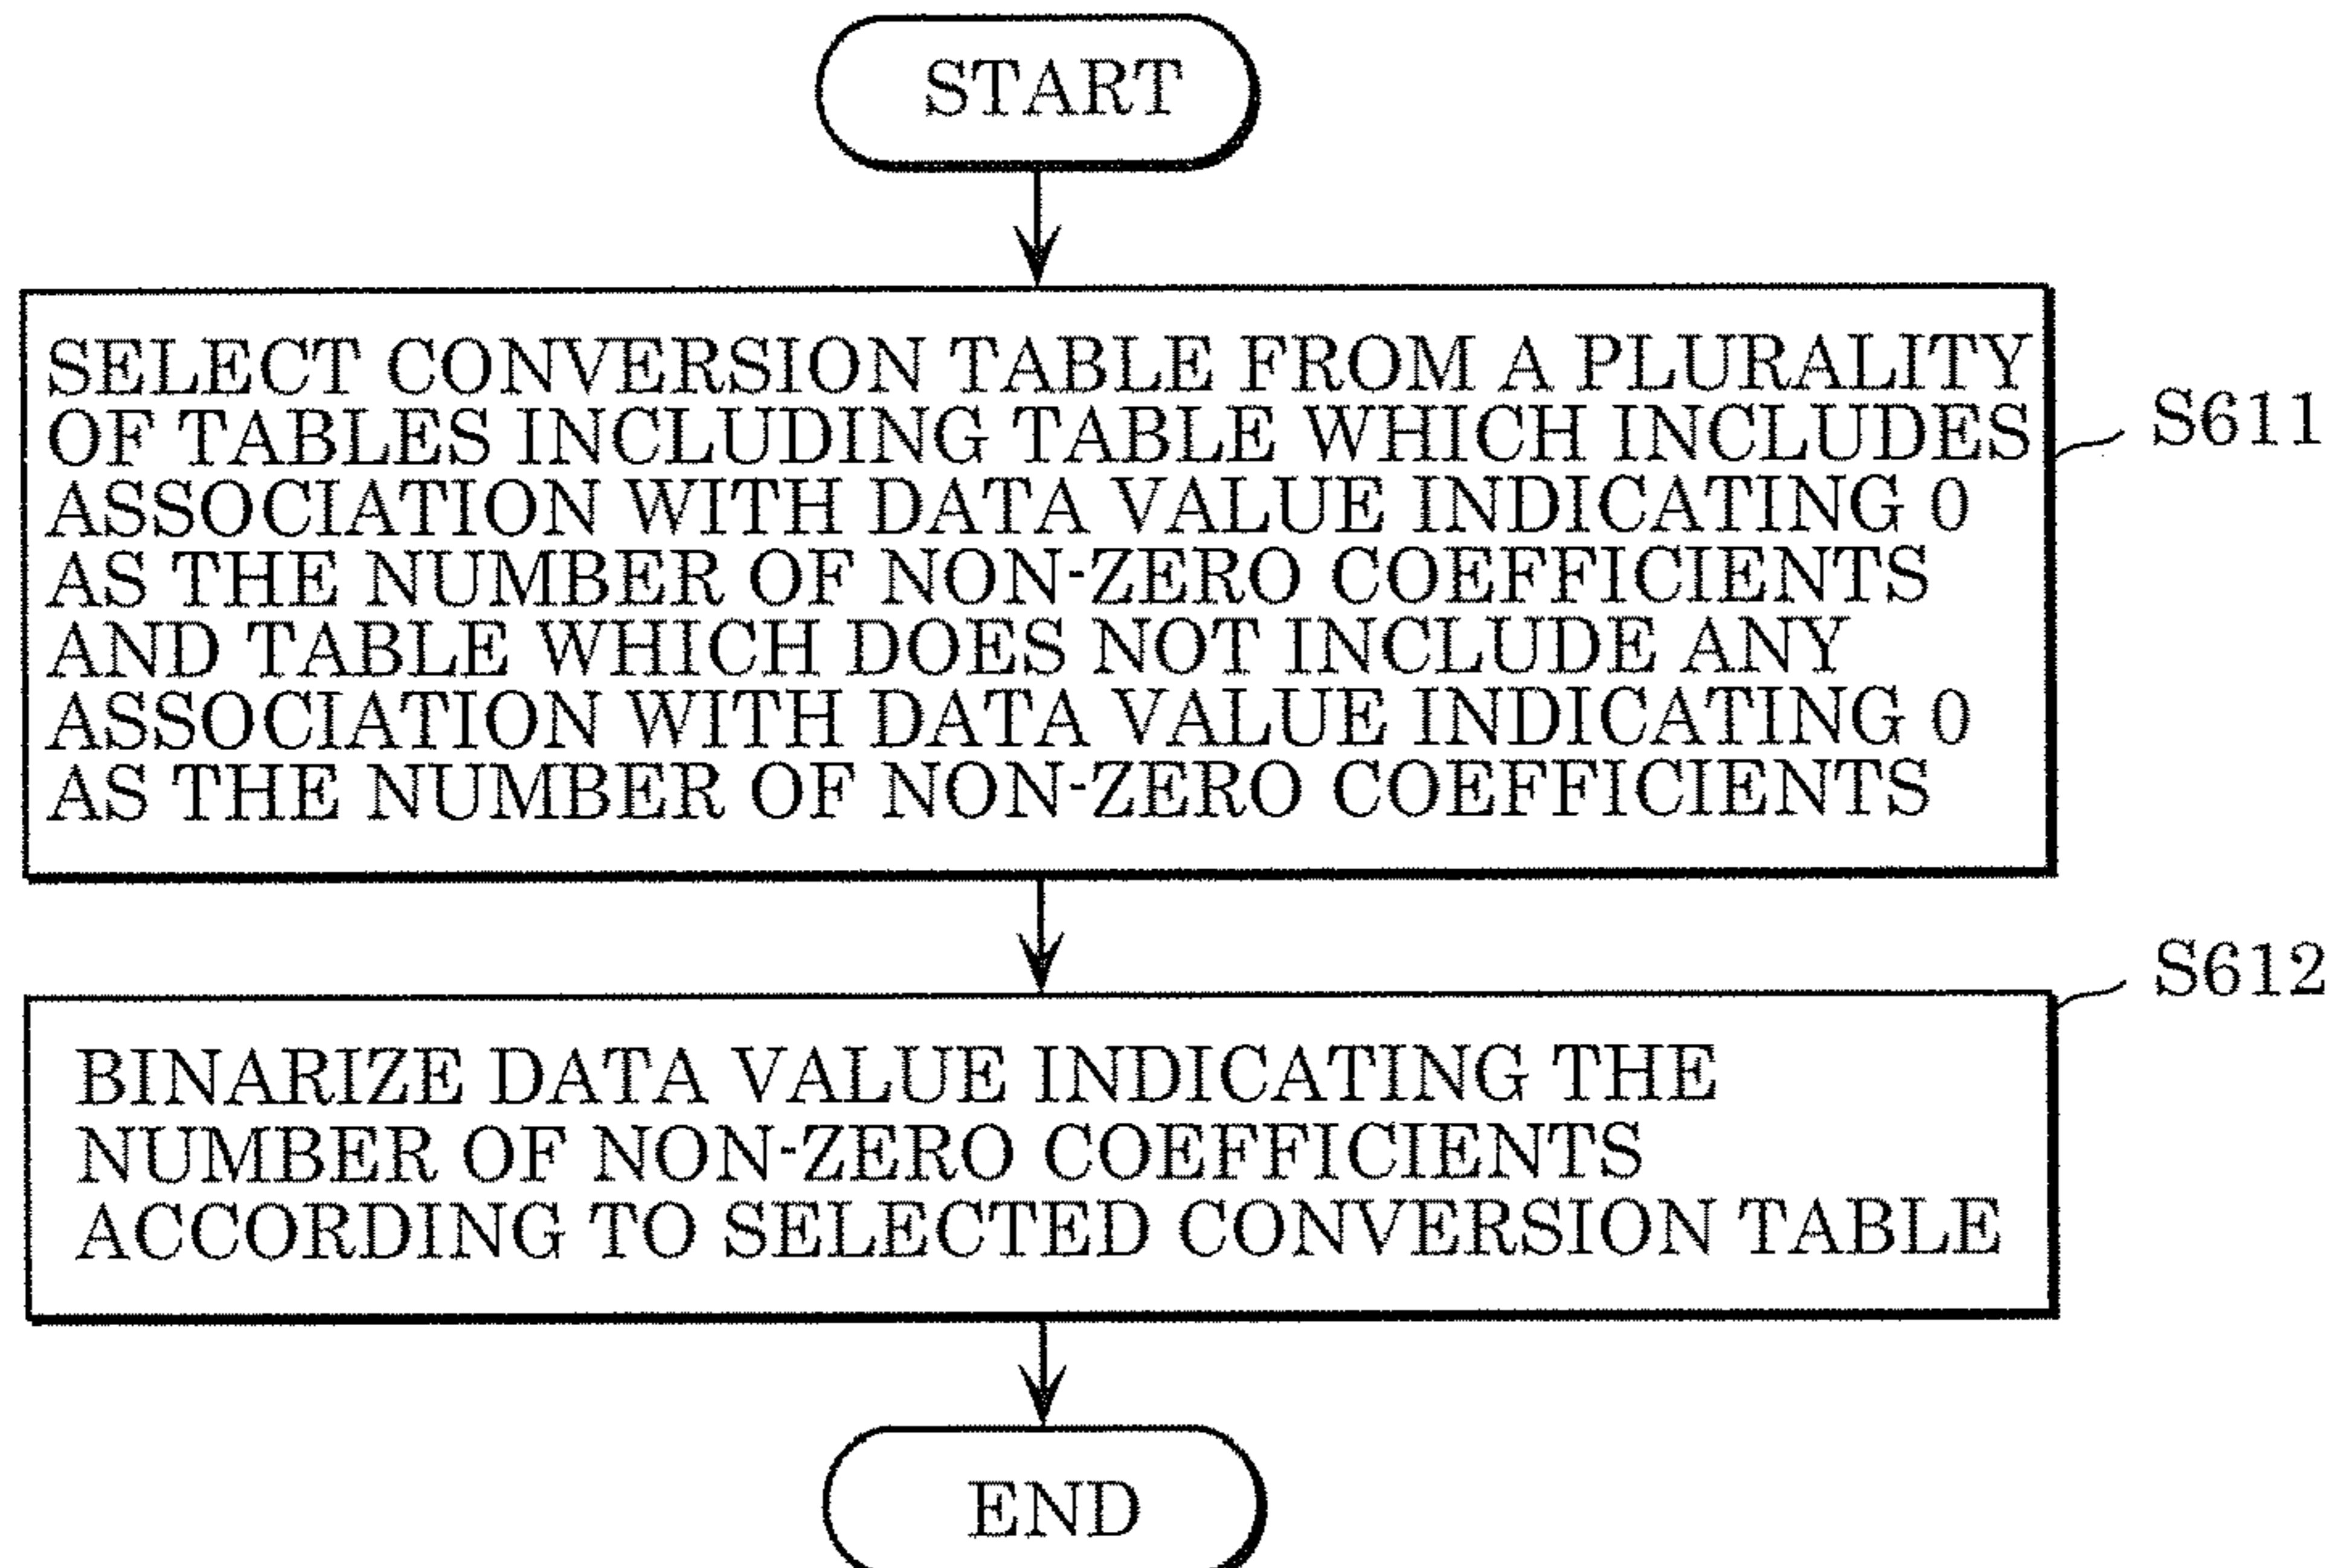 START
SELECT CONVERSION TABLE FROM A PLURALITY
OF TABLES INCLUDING TABLE WHICH INCLUDES
ASSOCIATION WITH DATA VALUE INDICATING 0
AS THE NUMBER OF NON-ZERO COEFFICIENTS
AND TABLE WHICH DOES NOT INCLUDE ANY
ASSOCIATION WITH DATA VALUE INDICATING 0
AS THE NUMBER OF NON-ZERO COEFFICIENTS
S611
S612
BINARIZE DATA VALUE INDICATING THE
NUMBER OF NON-ZERO COEFFICIENTS
ACCORDING TO SELECTED CONVERSION TABLE
END